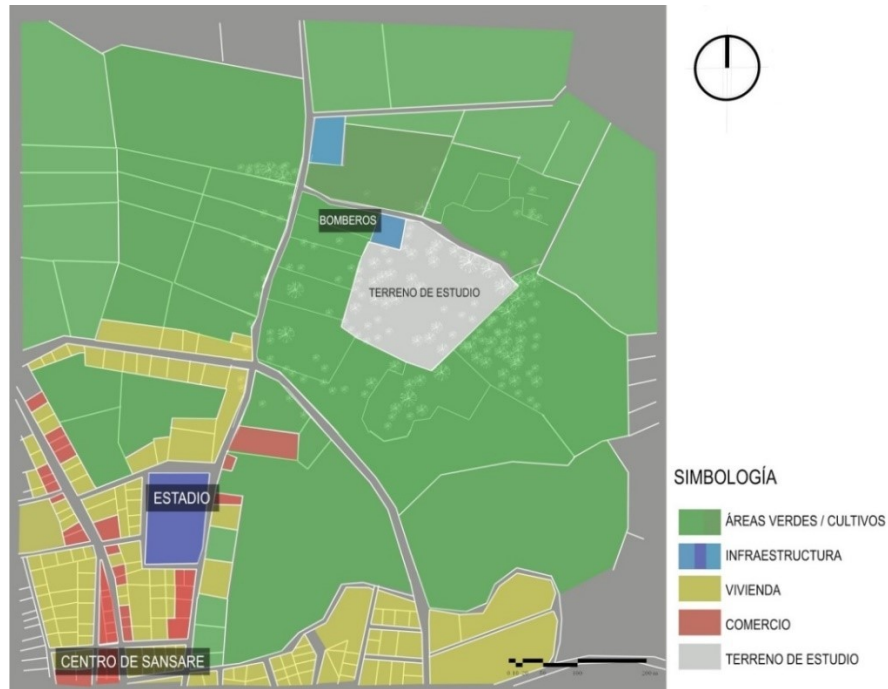 BOMBEROS
TERRENO DE ESTUDIO
ESTADIO
CENTRO DE SANSARE
SIMBOLOGÍA
ÁREAS VERDES / CULTIVOS
INFRAESTRUCTURA
VIVIENDA
COMERCIO
TERRENO DE ESTUDIO